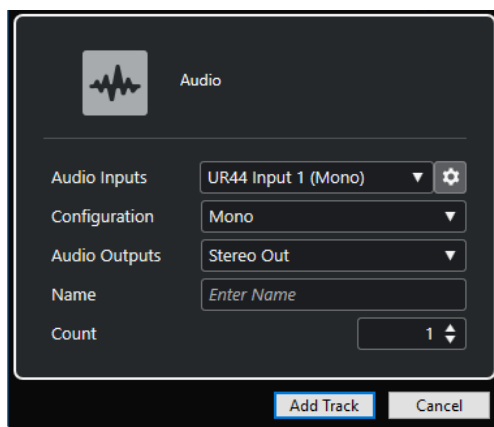 Audio
Audio Inputs UR44 Input 1 (Mono)
Configuration Mono
Audio Outputs Stereo Out
Name Enter Name
Count 1
Add Track Cancel